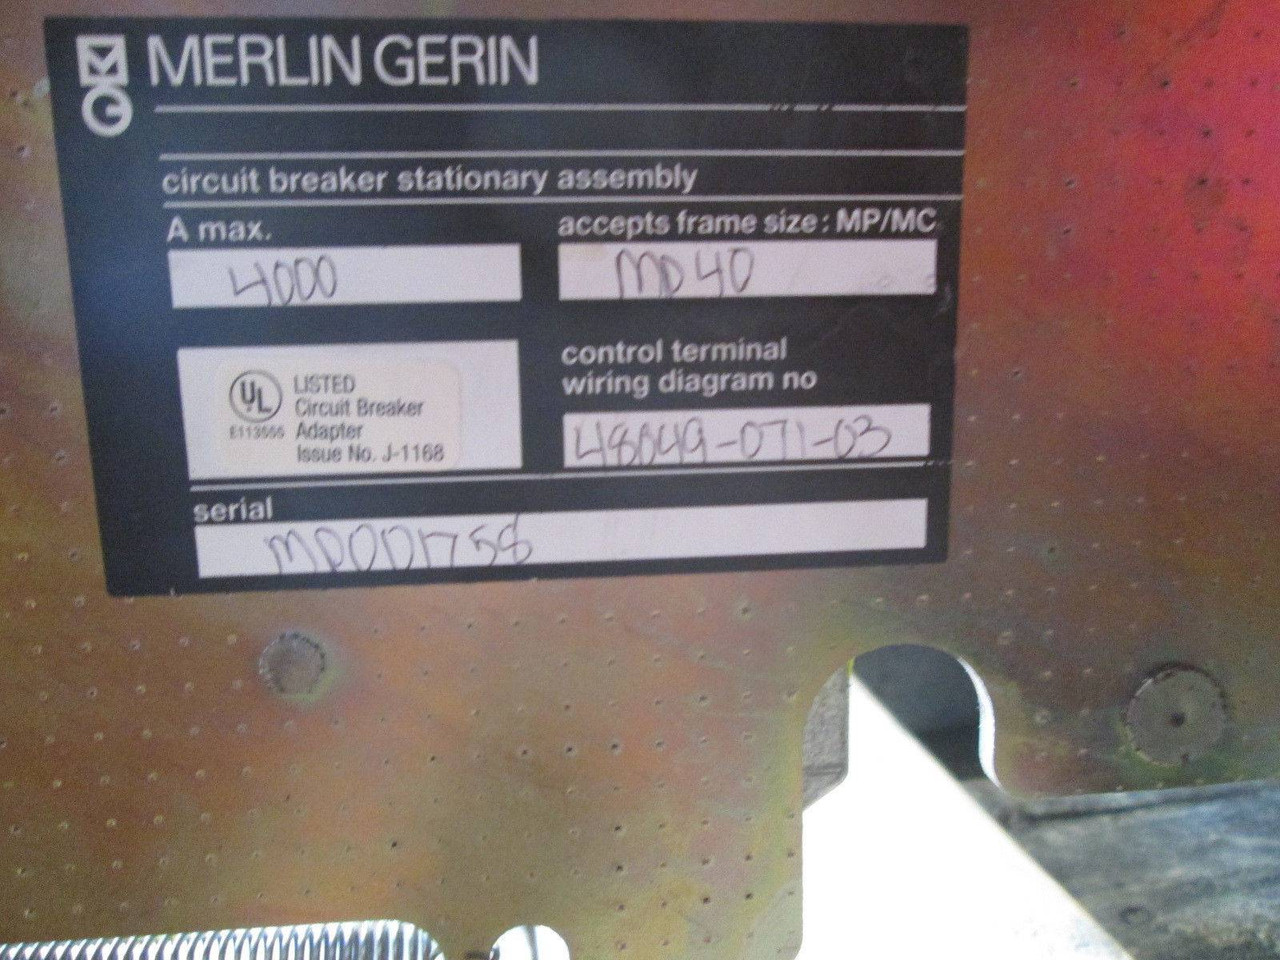 MERLIN GERIN
circuit breaker stationary assembly
A max.
4000
accepts frame size: MP/MC
MP40
UL
LISTED
Circuit Breaker
Adapter
Issue No. J-1168
control terminal
wiring diagram no
48049-071-03
serial
MP001758